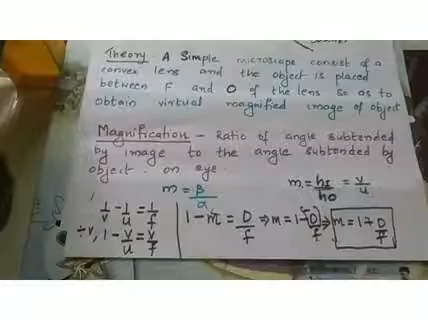 Theory A Simple microscope consist of a
convex lens and the object is placed
between F and O of the lens so as to
obtain virtual magnified image of object
Magnification - Ratio of angle subtended
by image to the angle subtended by
object on eye.
m = β/α
m = hI/ho = v/u
1/v - 1/u = 1/f
÷v, 1 - v/u = v/f
1 - m = D/f ⇒ m = 1 - (-D/f) ⇒ m = 1 + D/f